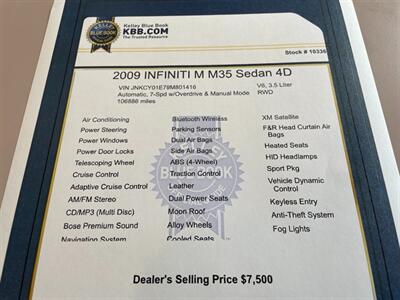 Kelley Blue Book
KBB.COM
The Trusted Resource
KELLEY
BLUE BOOK
Stock # 10336
2009 INFINITI M M35 Sedan 4D
VIN JNKCY01E79M801416
V6, 3.5 Liter
Automatic, 7-Spd w/Overdrive & Manual Mode
RWD
106886 miles
Air Conditioning
Power Steering
Power Windows
Power Door Locks
Telescoping Wheel
Cruise Control
Adaptive Cruise Control
AM/FM Stereo
CD/MP3 (Multi Disc)
Bose Premium Sound
Navigation System
Bluetooth Wireless
Parking Sensors
Dual Air Bags
Side Air Bags
ABS (4-Wheel)
Traction Control
Leather
Dual Power Seats
Moon Roof
Alloy Wheels
Cooled Seats
XM Satellite
F&R Head Curtain Air
Bags
Heated Seats
HID Headlamps
Sport Pkg
Vehicle Dynamic
Control
Keyless Entry
Anti-Theft System
Fog Lights
Dealer's Selling Price $7,500